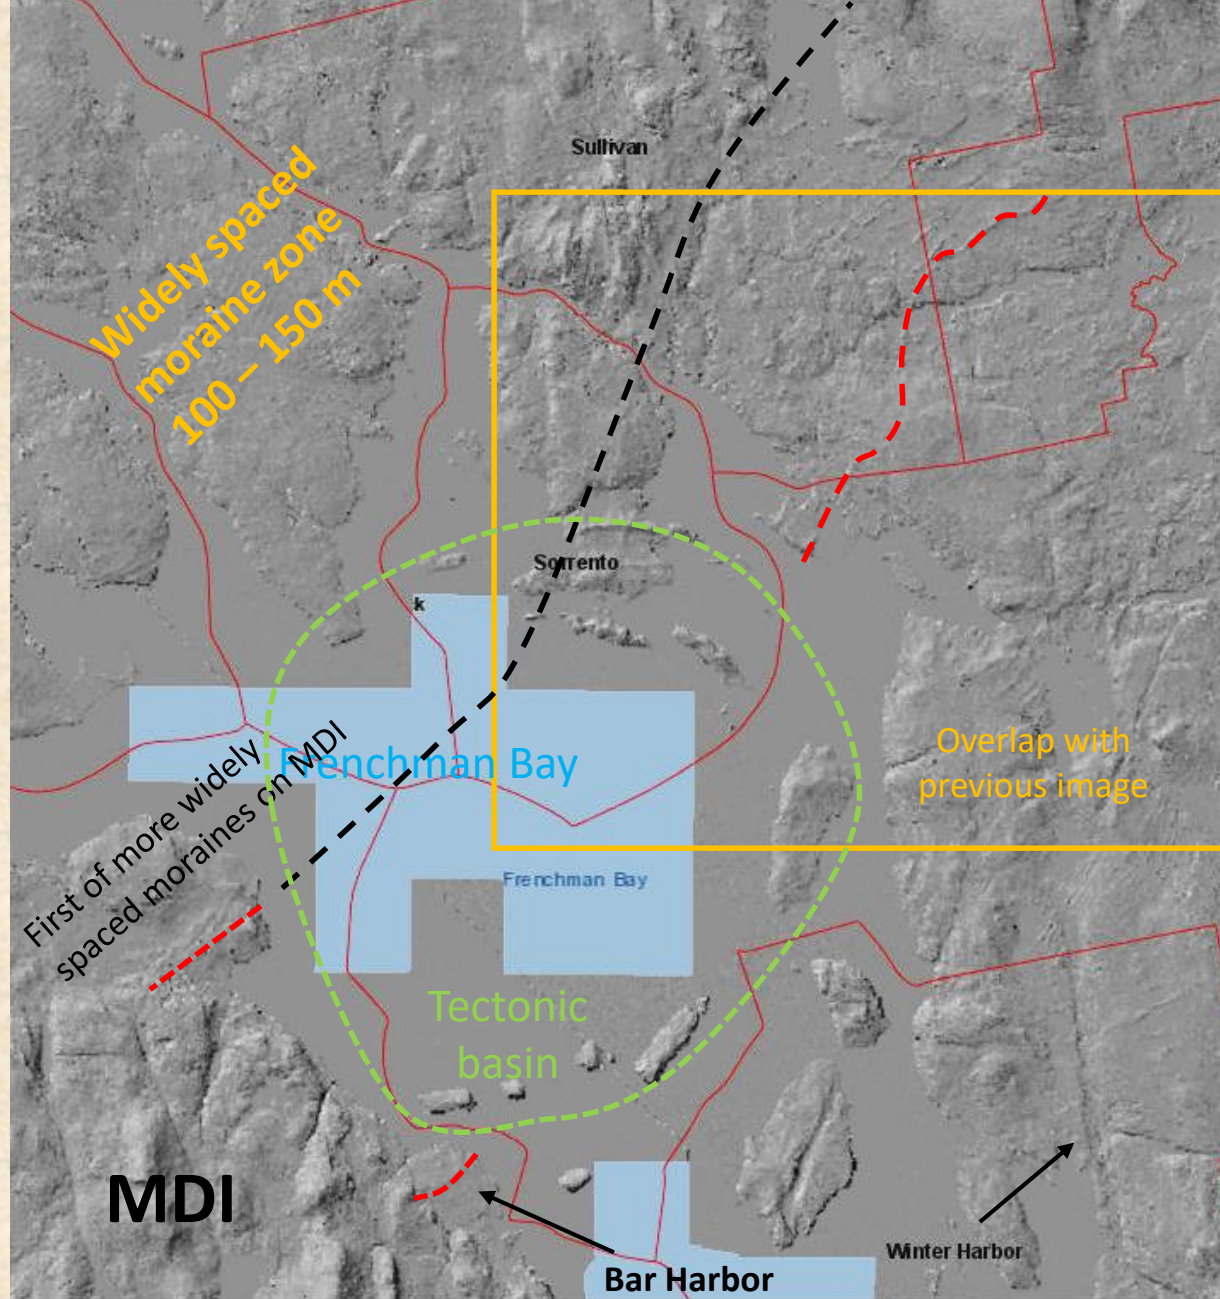 Sullivan
Widely spaced
moraine zone
100 – 150 m
Sorrento
k
Frenchman Bay
Overlap with
previous image
First of more widely
spaced moraines on MDI
Frenchman Bay
Tectonic
basin
MDI
Winter Harbor
Bar Harbor